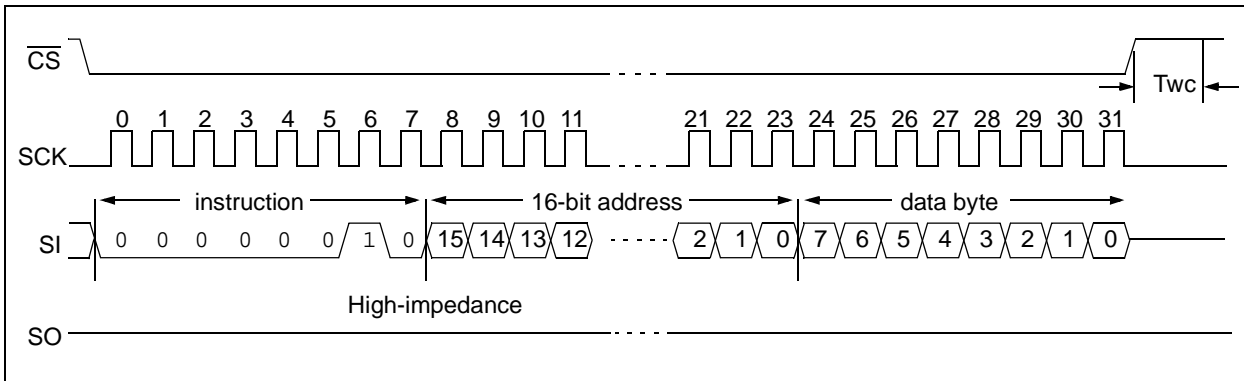 CS
Twc
0 1 2 3 4 5 6 7 8 9 10 11 21 22 23 24 25 26 27 28 29 30 31
SCK
instruction 16-bit address data byte
SI 0 0 0 0 0 0 1 0 15 14 13 12 2 1 0 7 6 5 4 3 2 1 0
High-impedance
SO